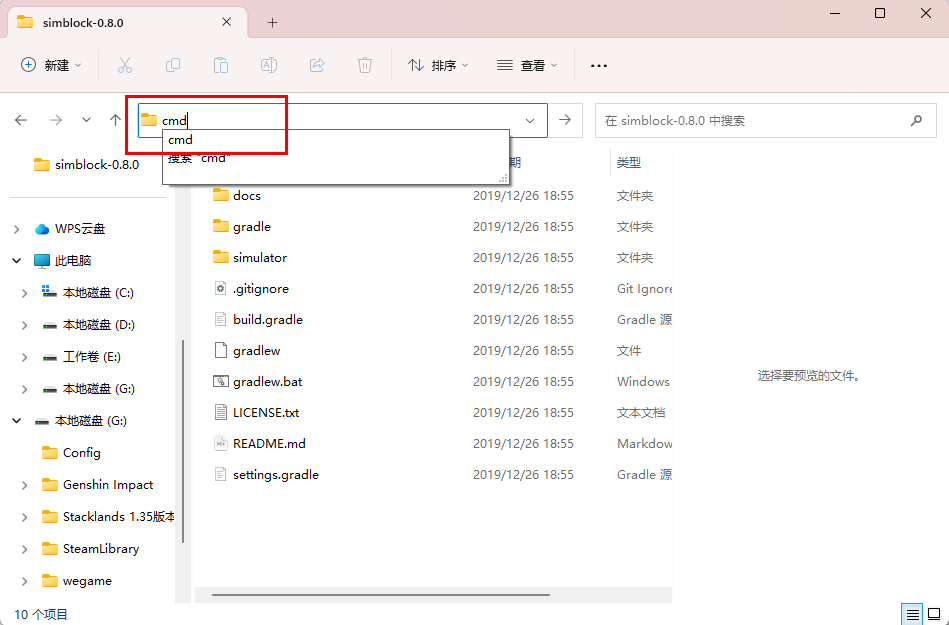 simblock-0.8.0
新建
排序
查看
cmd
在 simblock-0.8.0 中搜索
cmd
搜索 "cmd"
simblock-0.8.0
期
类型
docs 2019/12/26 18:55 文件夹
WPS云盘
gradle 2019/12/26 18:55 文件夹
此电脑
simulator 2019/12/26 18:55 文件夹
本地磁盘 (C:)
.gitignore 2019/12/26 18:55 Git Ignore
本地磁盘 (D:)
build.gradle 2019/12/26 18:55 Gradle 源
工作卷 (E:)
gradlew 2019/12/26 18:55 文件
本地磁盘 (G:)
gradlew.bat 2019/12/26 18:55 Windows
选择要预览的文件。
本地磁盘 (G:)
LICENSE.txt 2019/12/26 18:55 文本文档
Config
README.md 2019/12/26 18:55 Markdow
Genshin Impact
settings.gradle 2019/12/26 18:55 Gradle 源
Stacklands 1.35版本
SteamLibrary
wegame
10 个项目